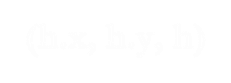 (h.x, h.y, h)